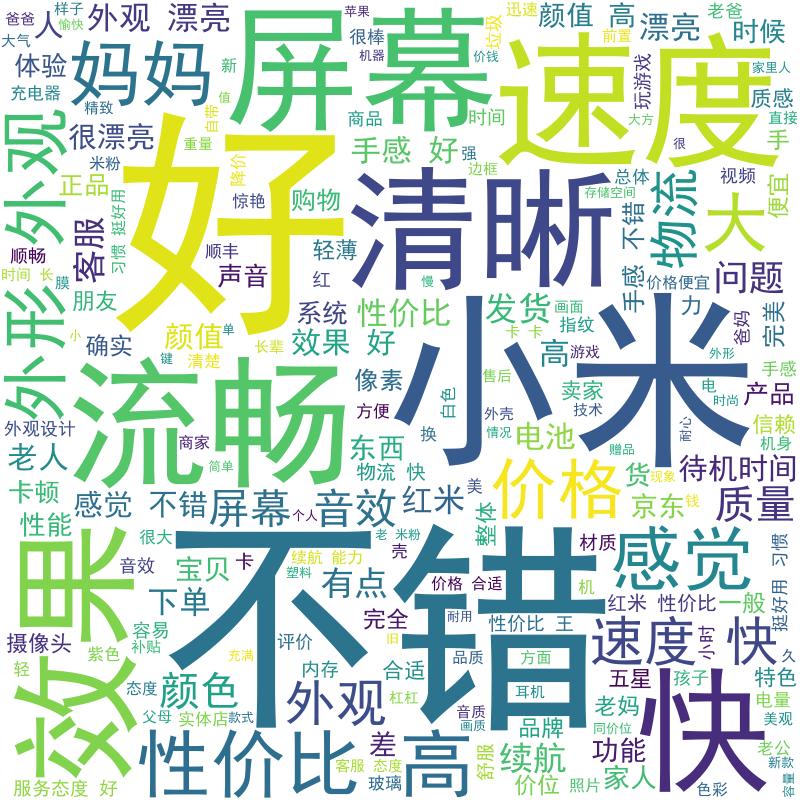 爸爸
样子
苹果
迅速
老爸
大气
愉快
人
外观 漂亮
屏幕
很棒
机器
价钱
垃圾
颜值 高
前置
漂亮
时候
家里人
体验
妈妈
新
速度
玩游戏
质感
充电器
精致
值
自带
商品
时间
大方
直接
很漂亮
重量
手感 好
强
很
手
外观
米粉
好
降价
边框
总体
存储空间
视频
便宜
正品
挺好用
惊艳
购物
清晰
物流
不错
大
习惯
客服
顺畅
顺丰
轻薄
声音
红
慢
手感
价格便宜
问题
时间 长
膜
朋友
系统
性价比
发货
画面
力
爸妈
完美
外形
小
确实
颜值
单
效果 好
小米
卡 卡
指纹
高
游戏
外形
键
清楚
长辈
流畅
像素
白色
售后
卖家
电
时尚
手感
产品
外观设计
方便
外壳
技术
耐心
信赖
机身
老人
商家
换
情况
电池
赠品
东西
价格
货
现象
待机时间
卡顿
简单
物流 快
美
钱
感觉
不错
屏幕
个人
音效
红米
整体
京东
质量
性能
很大
老 米粉
效果
不错
材质
感觉
习惯
音效
宝贝
卡
续航 能力
塑料
壳
有点
价格 合适
机
挺好用
下单
完全
耐用
红米 性价比
一般
容易
性价比 王
摄像头
补贴
评价
旧
速度 快
小时
紫色
充满
内存
合适
品质
方面
久
轻
态度
颜色
外观
杠杠
耳机
五星
孩子
特色
父母
实体店
款式
音质
画质
品牌
老妈
快
电量
美观
同价位
性价比 高
差
舒服
续航
功能
老公
新款
服务态度 好
客服 态度
玻璃
价位
照片
家人
色彩
容量